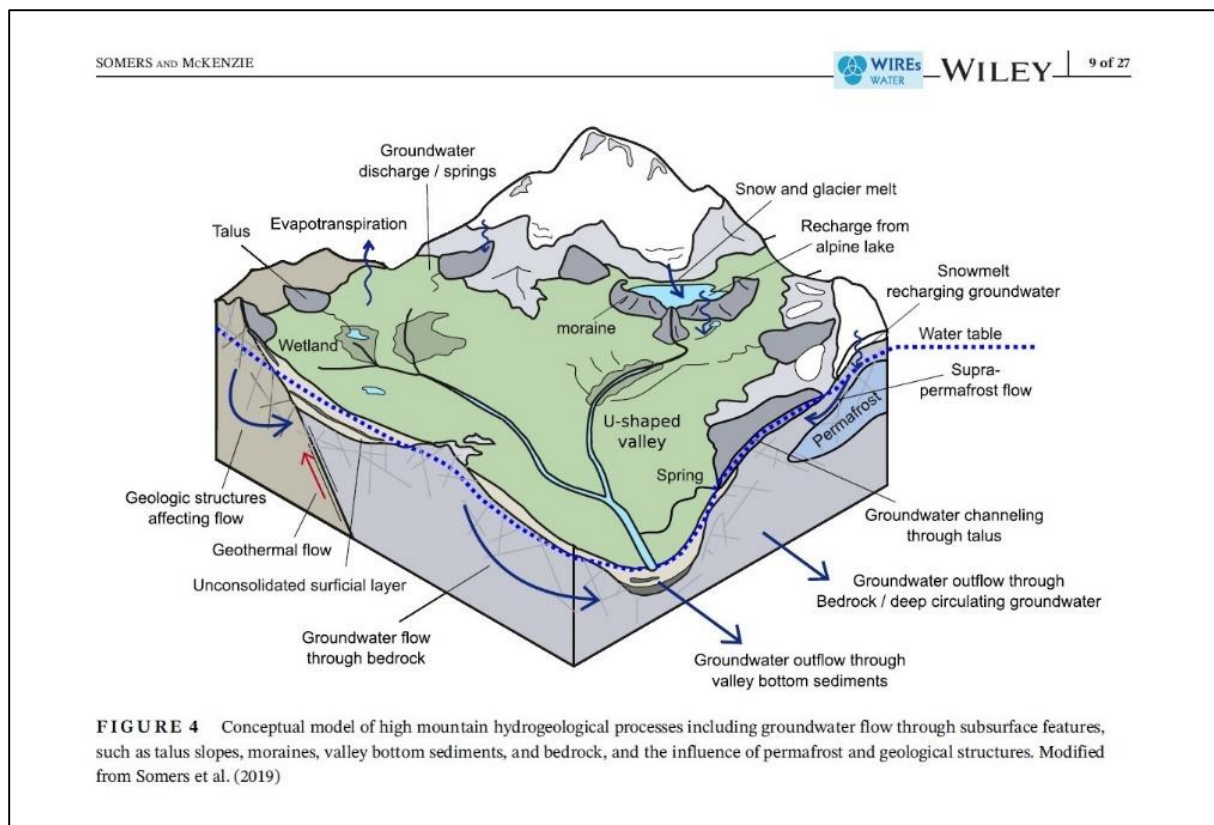 SOMERS AND MCKENZIE
WIREs
WATER
WILEY
9 of 27
Groundwater
discharge / springs
Snow and glacier melt
Talus
Evapotranspiration
Recharge from
alpine lake
Snowmelt
recharging groundwater
moraine
Water table
Wetland
Supra-
permafrost flow
Permafrost
U-shaped
valley
Spring
Geologic structures
affecting flow
Groundwater channeling
through talus
Geothermal flow
Unconsolidated surficial layer
Groundwater outflow through
Bedrock / deep circulating groundwater
Groundwater flow
through bedrock
Groundwater outflow through
valley bottom sediments
FIGURE 4 Conceptual model of high mountain hydrogeological processes including groundwater flow through subsurface features,
such as talus slopes, moraines, valley bottom sediments, and bedrock, and the influence of permafrost and geological structures. Modified
from Somers et al. (2019)